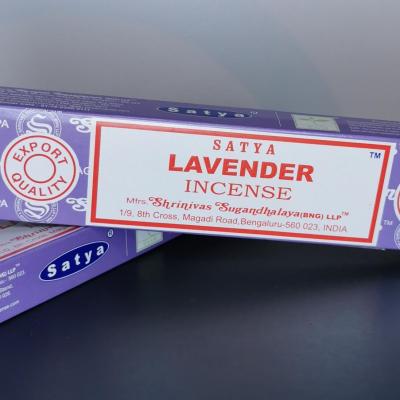 Satya®
PA
EXPORT
QUALITY
SATYA
LAVENDER
INCENSE
Mfrs. Shrinivas Sugandhalaya (BNG) LLP™
1/9, 8th Cross, Magadi Road, Bengaluru-560 023, INDIA
TM
Satya®